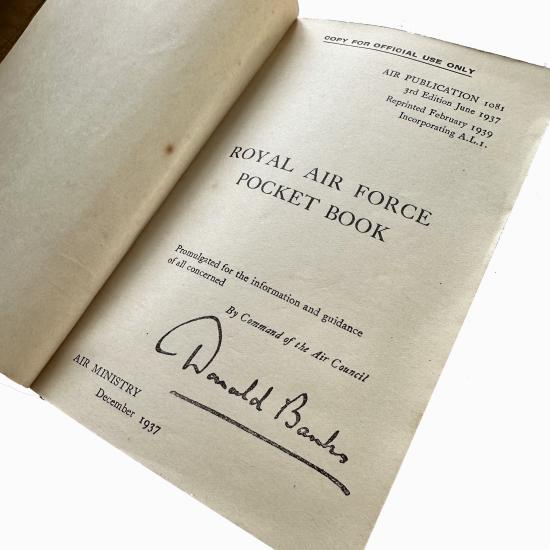 COPY FOR OFFICIAL USE ONLY
AIR PUBLICATION 1081
3rd Edition June 1937
Reprinted February 1939
Incorporating A.L.1.
ROYAL AIR FORCE
POCKET BOOK
Promulgated for the information and guidance
of all concerned
By Command of the Air Council
Donald Banks
AIR MINISTRY
December 1937